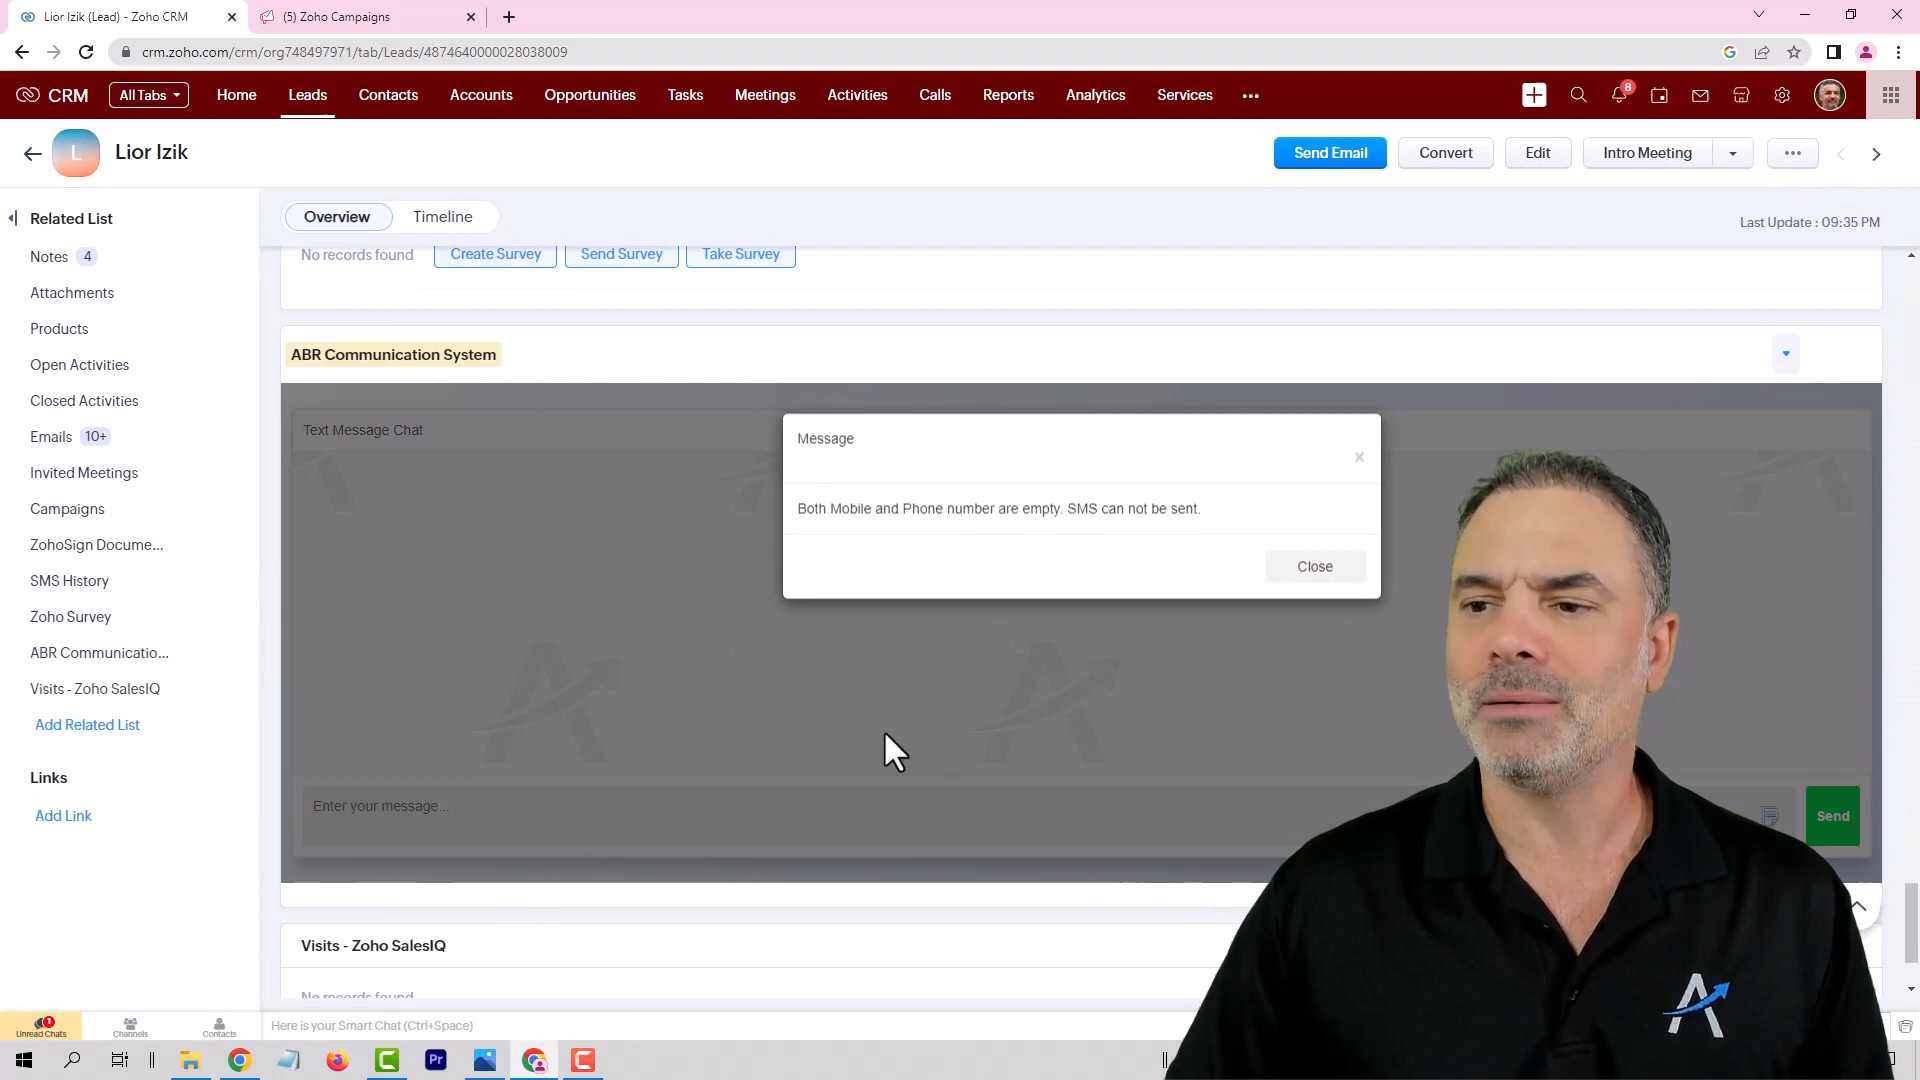 Lior Izik (Lead) - Zoho CRM
(5) Zoho Campaigns
crm.zoho.com/crm/org748497971/tab/Leads/4874640000028038009
CRM
All Tabs
Home
Leads
Contacts
Accounts
Opportunities
Tasks
Meetings
Activities
Calls
Reports
Analytics
Services
8
L
Lior Izik
Send Email
Convert
Edit
Intro Meeting
Related List
Overview
Timeline
Last Update : 09:35 PM
Notes 4
Attachments
Products
Open Activities
Closed Activities
Emails 10+
Invited Meetings
Campaigns
ZohoSign Docume...
SMS History
Zoho Survey
ABR Communicatio...
Visits - Zoho SalesIQ
Add Related List
Links
Add Link
No records found
Create Survey
Send Survey
Take Survey
ABR Communication System
Text Message Chat
Message
×
Both Mobile and Phone number are empty. SMS can not be sent.
Close
Enter your message...
Send
Visits - Zoho SalesIQ
No records found
1
Unread Chats
Channels
Contacts
Here is your Smart Chat (Ctrl+Space)
Pr